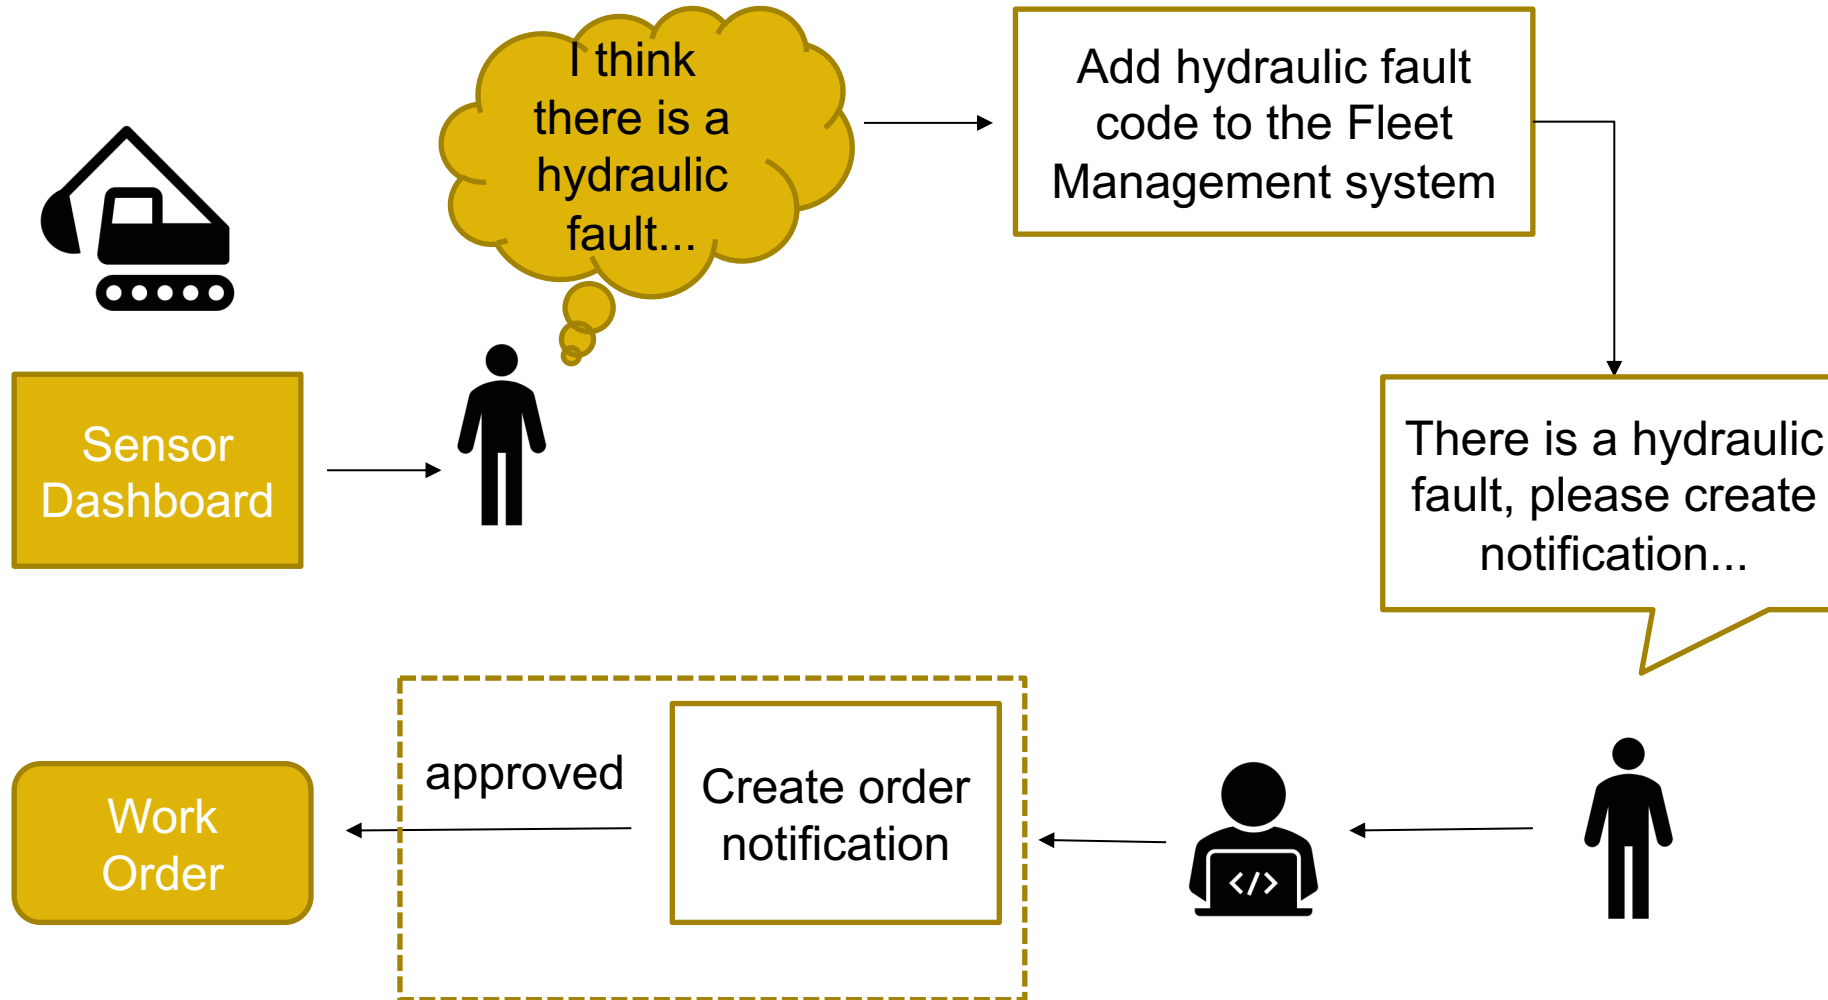 I think
there is a
hydraulic
fault...
Add hydraulic fault
code to the Fleet
Management system
Sensor
Dashboard
There is a hydraulic
fault, please create
notification...
approved
Create order
notification
Work
Order
</>